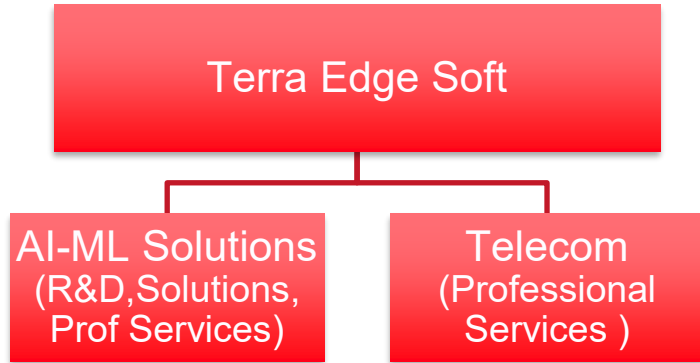 Terra Edge Soft
AI-ML Solutions
(R&D,Solutions,
Prof Services)
Telecom
(Professional
Services )